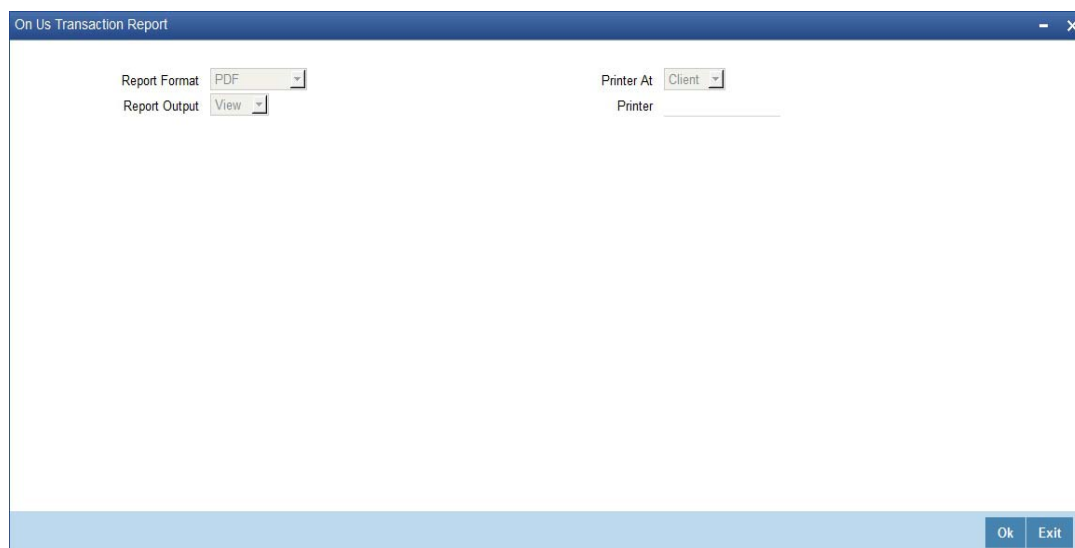 On Us Transaction Report
Report Format PDF
Printer At Client
Report Output View
Printer
Ok Exit